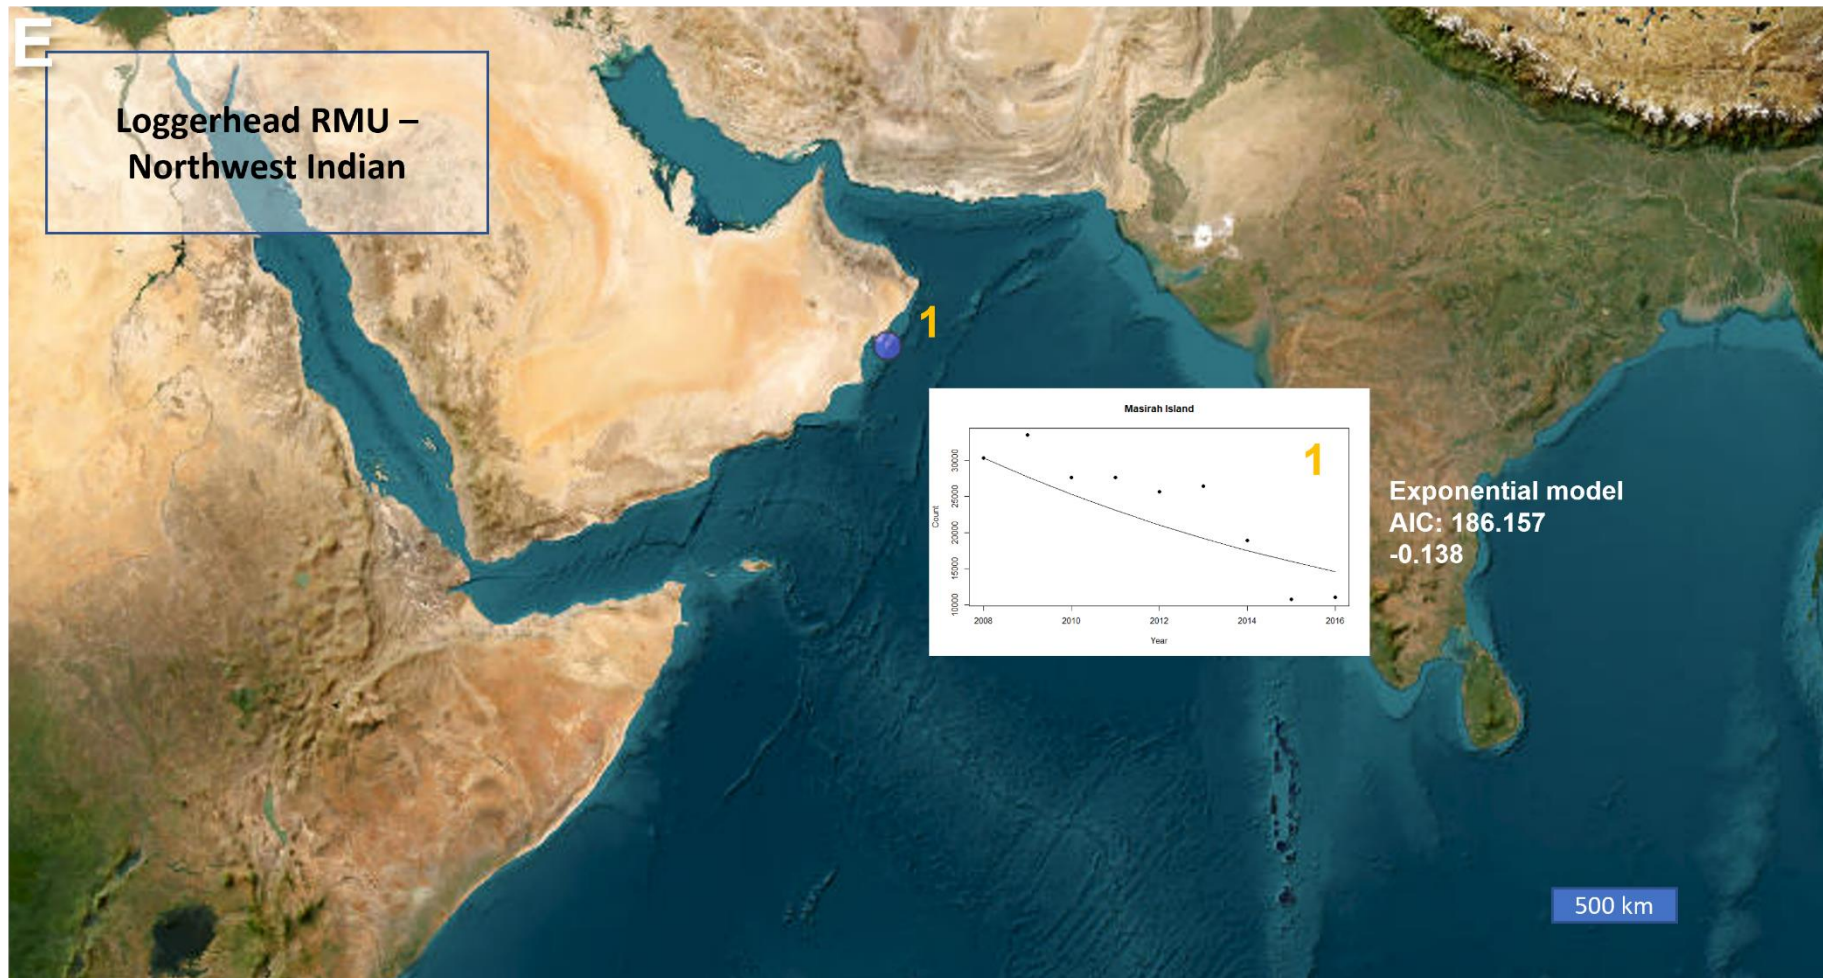 E
Loggerhead RMU –
Northwest Indian
1
Masirah Island
1
30000
25000
20000
15000
10000
Count
2008 2010 2012 2014 2016
Year
Exponential model
AIC: 186.157
-0.138
500 km